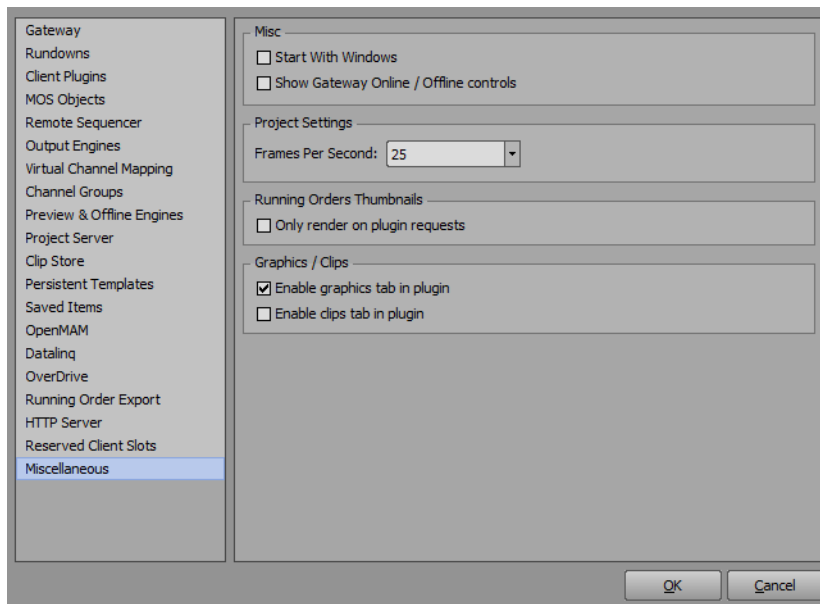 Gateway
Rundowns
Client Plugins
MOS Objects
Remote Sequencer
Output Engines
Virtual Channel Mapping
Channel Groups
Preview & Offline Engines
Project Server
Clip Store
Persistent Templates
Saved Items
OpenMAM
Datalinq
OverDrive
Running Order Export
HTTP Server
Reserved Client Slots
Miscellaneous
Misc
Start With Windows
Show Gateway Online / Offline controls
Project Settings
Frames Per Second: 25
Running Orders Thumbnails
Only render on plugin requests
Graphics / Clips
Enable graphics tab in plugin
Enable clips tab in plugin
OK Cancel